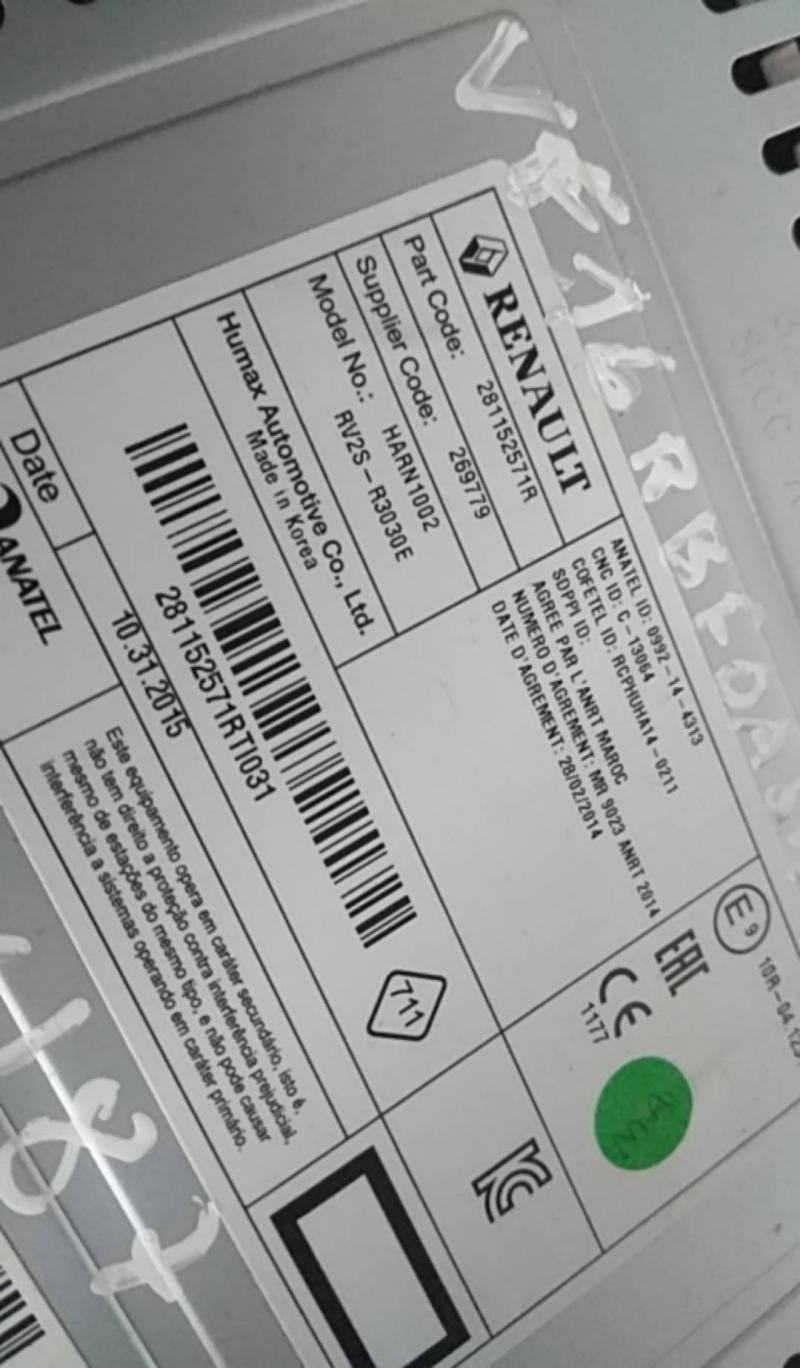 RENAULT
Part Code: 281152571R
Supplier Code: 269779
HARN1002
Model No.: RV2S-R3030E
Humax Automotive Co., Ltd.
Made in Korea
281152571RTI031
Date 10.31.2015
ANATEL
ANATEL ID: 0992-14-4313
CNC ID: C-13064
COFETEL ID: RCPHUHA14-0211
SDPPI ID:
AGREE PAR L'ANRT MAROC
NUMERO D'AGREMENT: MR 9023 ANRT 2014
DATE D'AGREMENT: 28/02/2014
Este equipamento opera em caráter secundário, isto é,
não tem direito a proteção contra interferência prejudicial,
mesmo de estações do mesmo tipo, e não pode causar
interferência a sistemas operando em caráter primário.
711
E9
EAC
CE
1177
KC